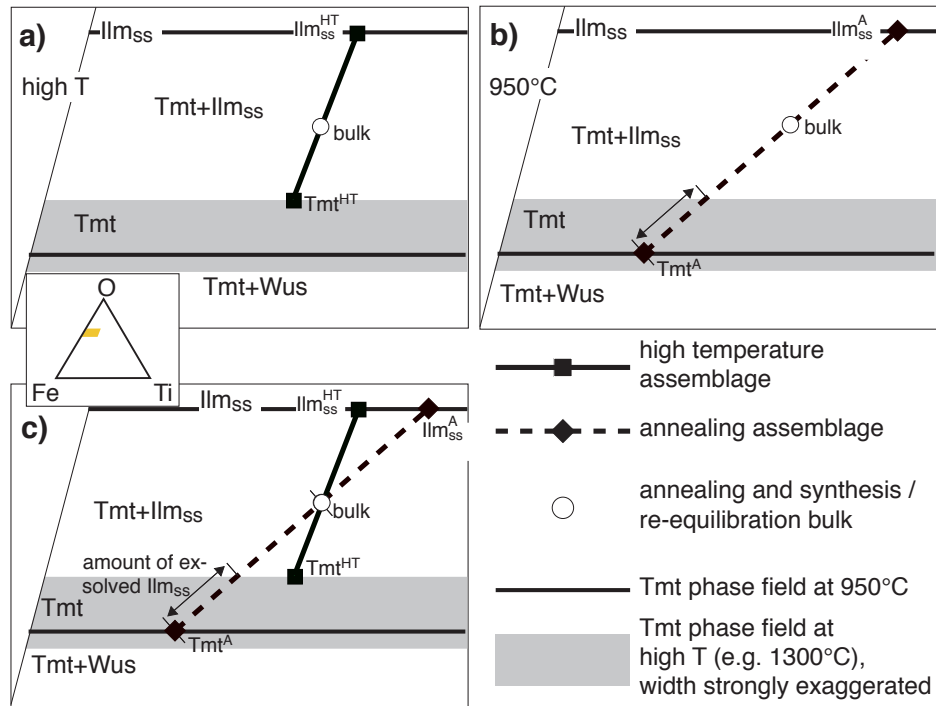 a)
Ilmss
IlmssHT
high T
Tmt+Ilmss
bulk
TmtHT
Tmt
Tmt+Wus
b)
Ilmss
IlmssA
950°C
Tmt+Ilmss
bulk
Tmt
TmtA
Tmt+Wus
O
Fe
Ti
c)
Ilmss
IlmssHT
IlmssA
Tmt+Ilmss
bulk
amount of ex-
solved Ilmss
TmtHT
Tmt
TmtA
Tmt+Wus
high temperature
assemblage
annealing assemblage
annealing and synthesis /
re-equilibration bulk
Tmt phase field at 950°C
Tmt phase field at
high T (e.g. 1300°C),
width strongly exaggerated